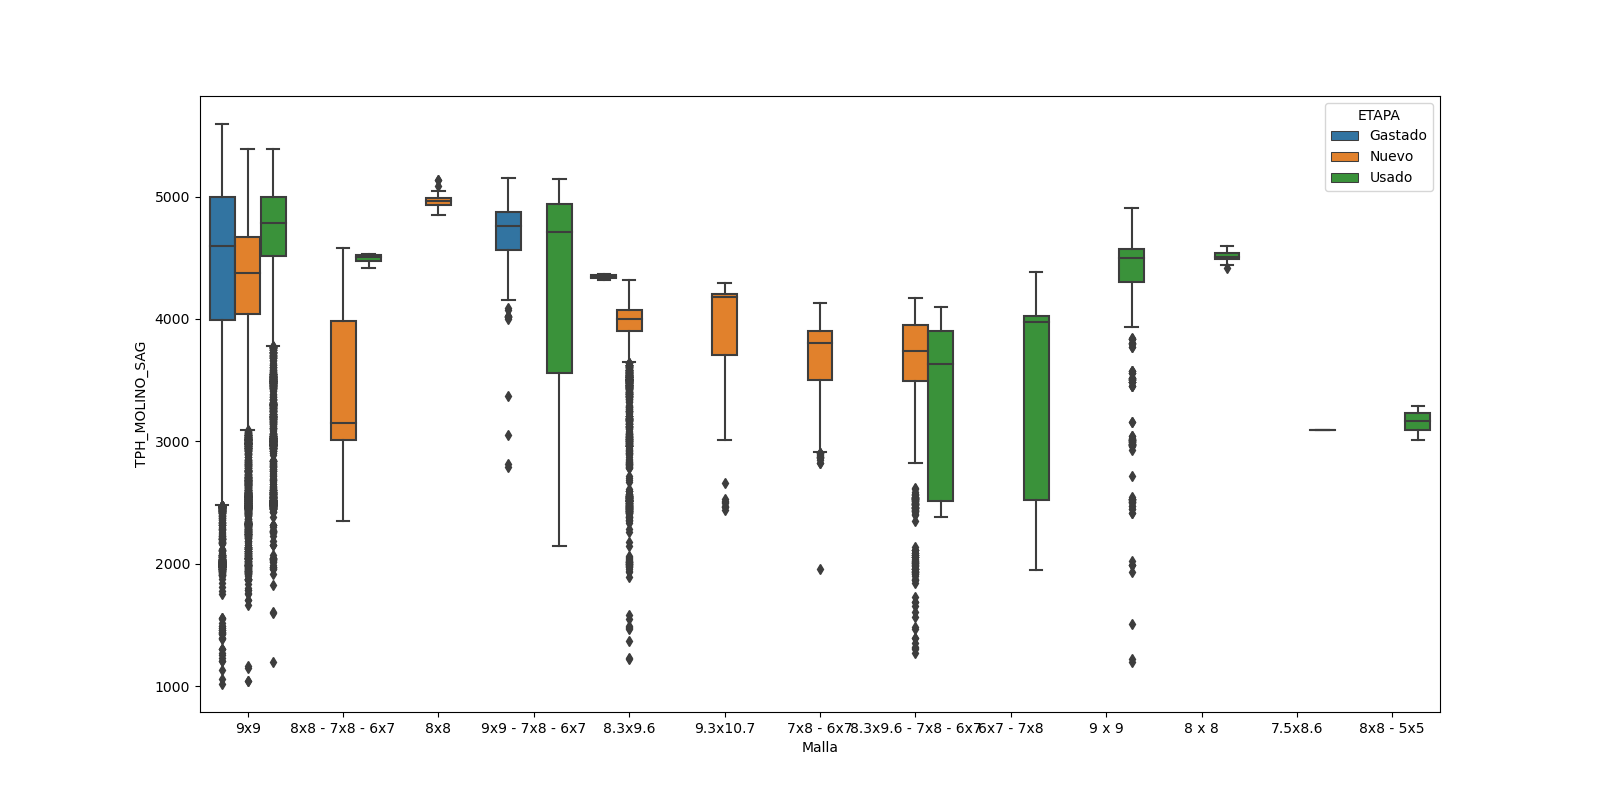 ETAPA
Gastado
Nuevo
Usado
TPH_MOLINO_SAG
5000
4000
3000
2000
1000
9x9
8x8 - 7x8 - 6x7
8x8
9x9 - 7x8 - 6x7
8.3x9.6
9.3x10.7
7x8 - 6x7
8.3x9.6 - 7x8 - 6x7
6x7 - 7x8
9 x 9
8 x 8
7.5x8.6
8x8 - 5x5
Malla